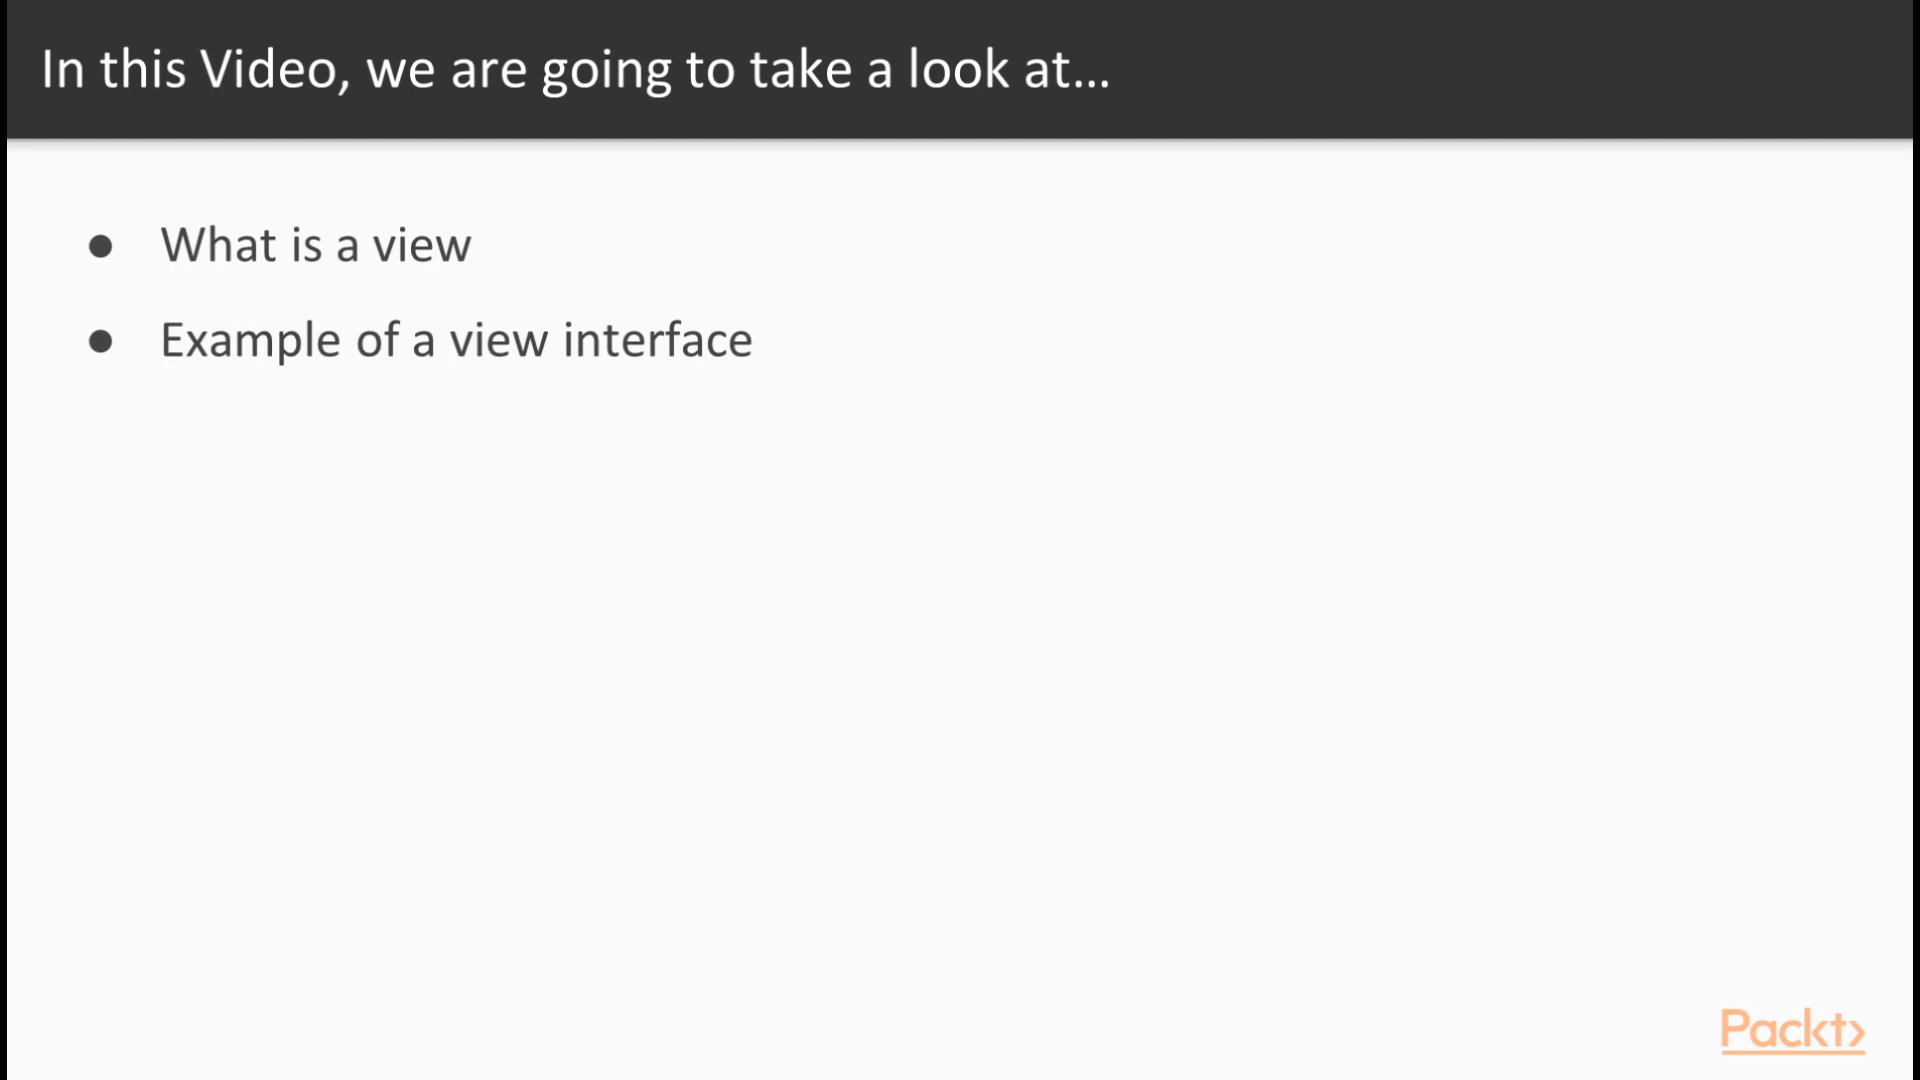 In this Video, we are going to take a look at...
● What is a view
● Example of a view interface
Packt>